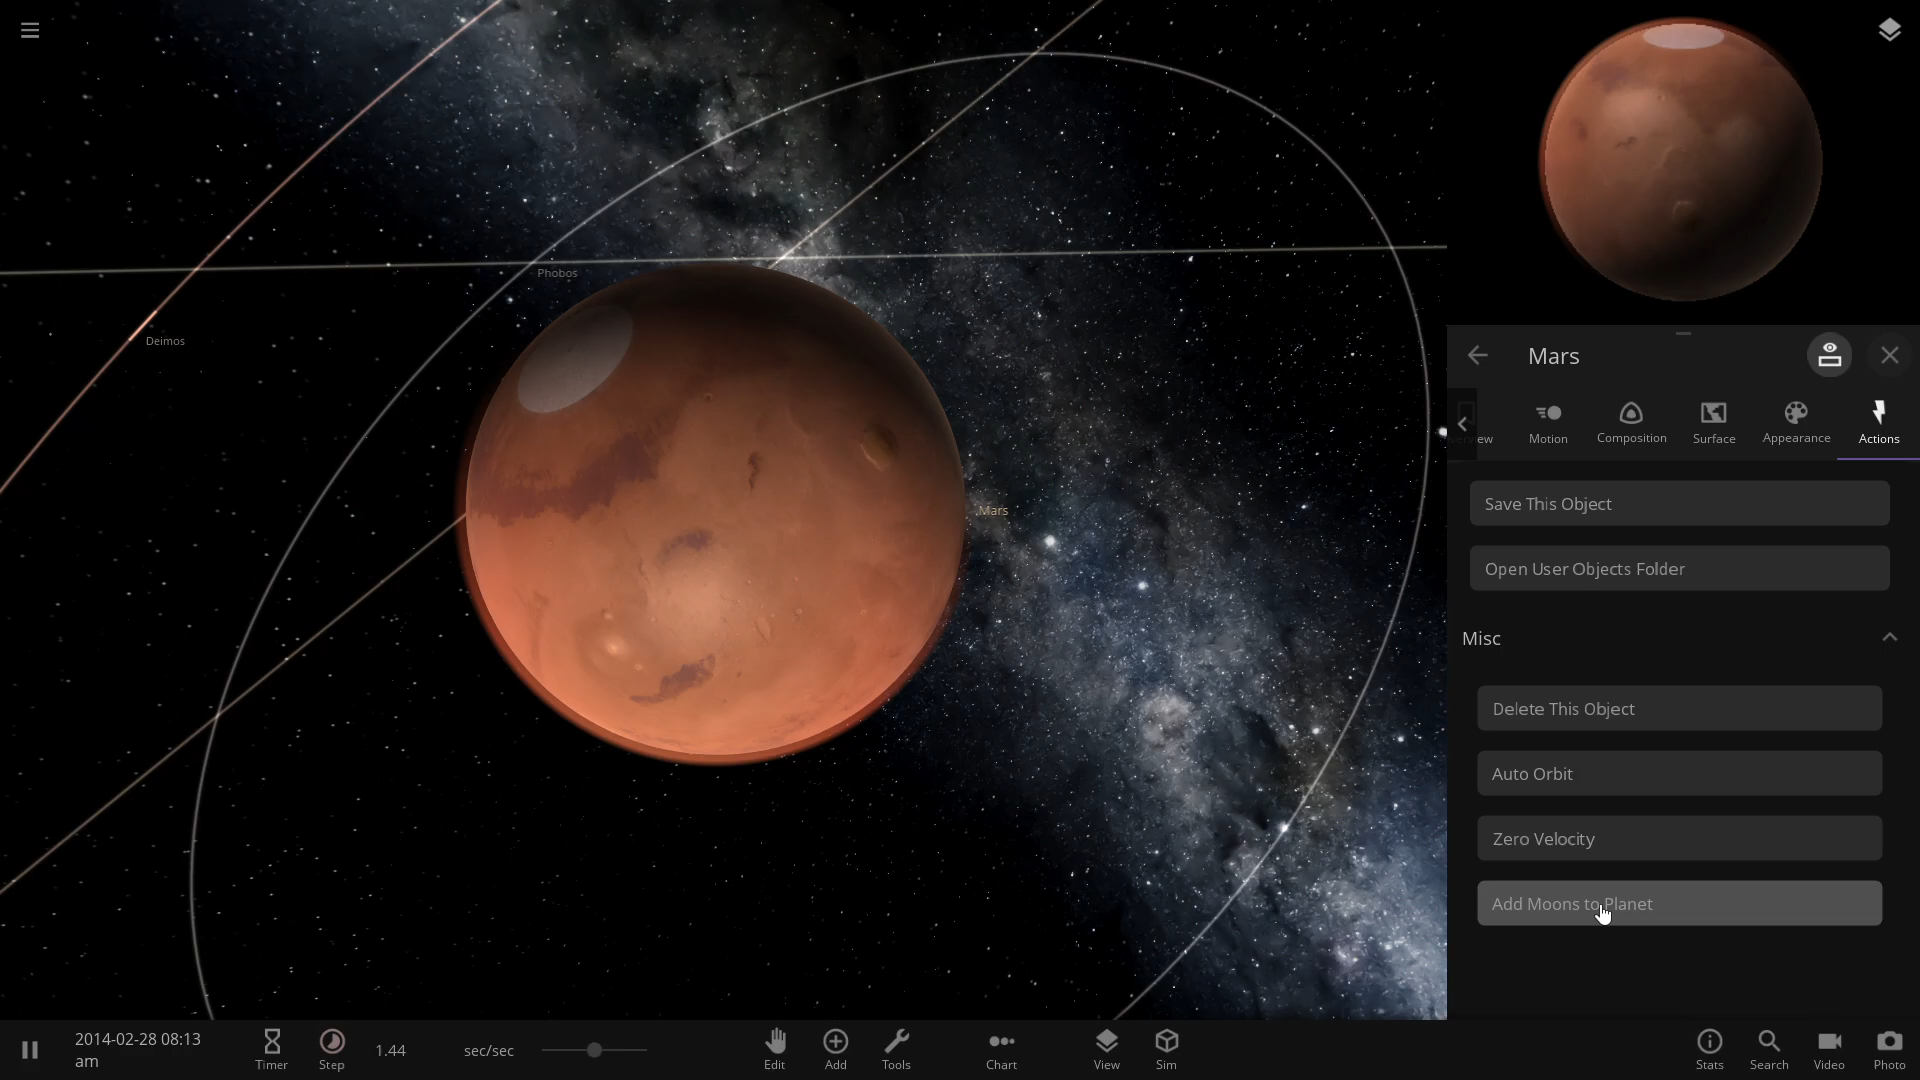 Phobos
Deimos
Mars
Mars
Motion
Composition
Surface
Appearance
Actions
Save This Object
Open User Objects Folder
Misc
Delete This Object
Auto Orbit
Zero Velocity
Add Moons to Planet
2014-02-28 08:13
am
Timer
Step
1.44
sec/sec
Edit
Add
Tools
Chart
View
Sim
Stats
Search
Video
Photo